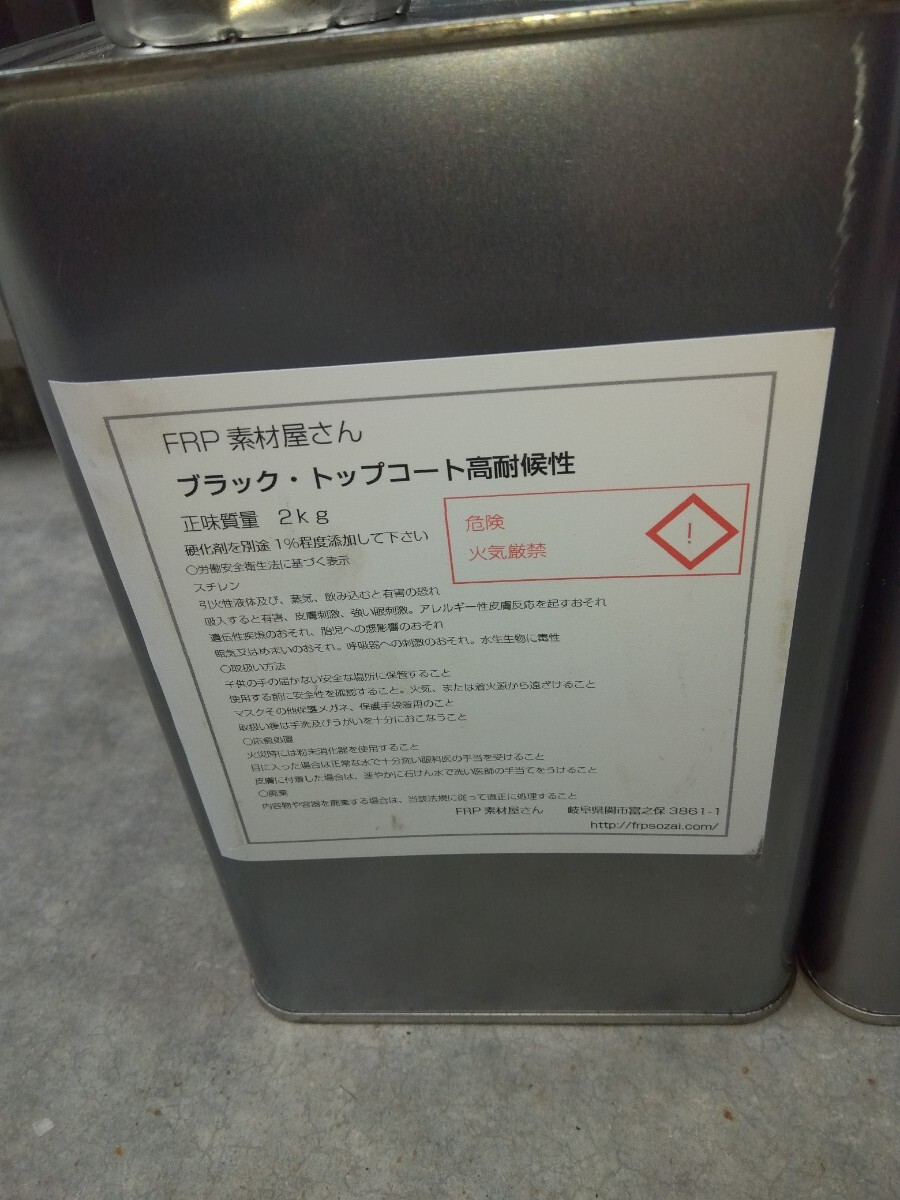 FRP 素材屋さん
ブラック・トップコート高耐候性
正味質量 2kg
硬化剤を別途1%程度添加して下さい
危険
火気厳禁
!
○労働安全衛生法に基づく表示
スチレン
引火性液体及び、蒸気、飲み込むと有害の恐れ
吸入すると有害、皮膚刺激、強い眼刺激。アレルギー性皮膚反応を起すおそれ
遺伝性疾患のおそれ、胎児への悪影響のおそれ
眠気又はめまいのおそれ。呼吸器への刺激のおそれ。水生生物に毒性
○取扱い方法
子供の手の届かない安全な場所に保管すること
使用する前に安全性を確認すること。火気、または着火源から遠ざけること
マスクその他保護メガネ、保護手袋着用のこと
取扱い後は手洗及びうがいを十分におこなうこと
○応急処置
火災時には粉末消化器を使用すること
目に入った場合は正常な水で十分洗い眼科医の手当を受けること
皮膚に付着した場合は、速やかに石けん水で洗い医師の手当てをうけること
○廃棄
内容物や容器を廃棄する場合は、当該法規に従って適正に処理すること
FRP 素材屋さん 岐阜県関市富之保 3861-1
http://frpsozai.com/